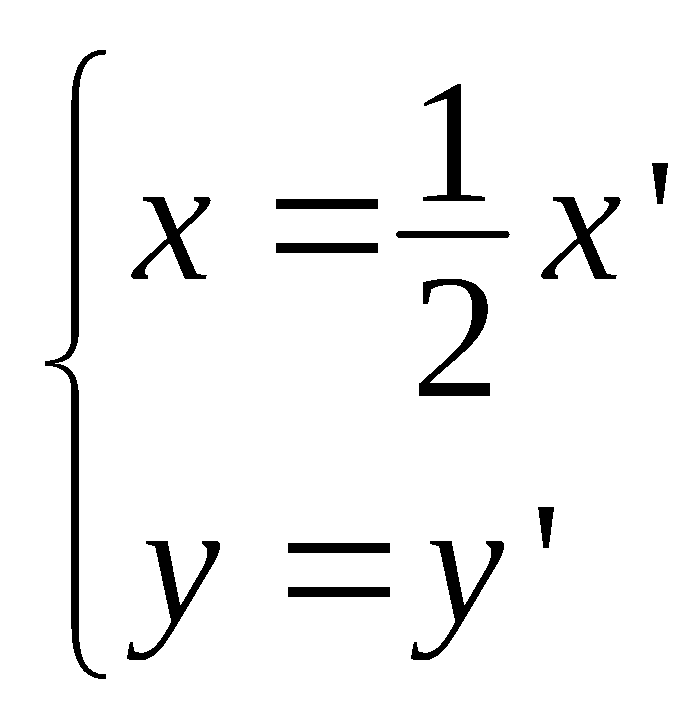 x = 1/2 x'
y = y'